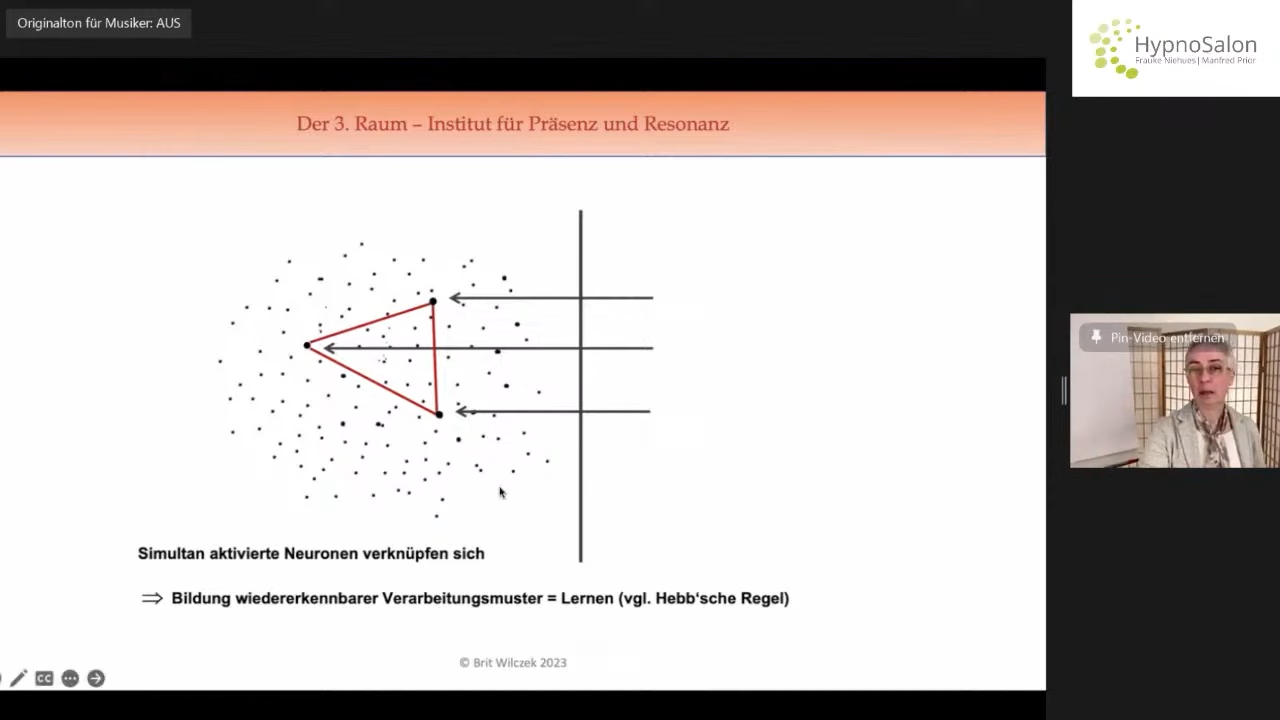 Originalton für Musiker: AUS
HypnoSalon
Frauke Niehues | Manfred Prior
Der 3. Raum – Institut für Präsenz und Resonanz
Pin-Video entfernen
Simultan aktivierte Neuronen verknüpfen sich
⇒ Bildung wiedererkennbarer Verarbeitungsmuster = Lernen (vgl. Hebb‘sche Regel)
© Brit Wilczek 2023
CC